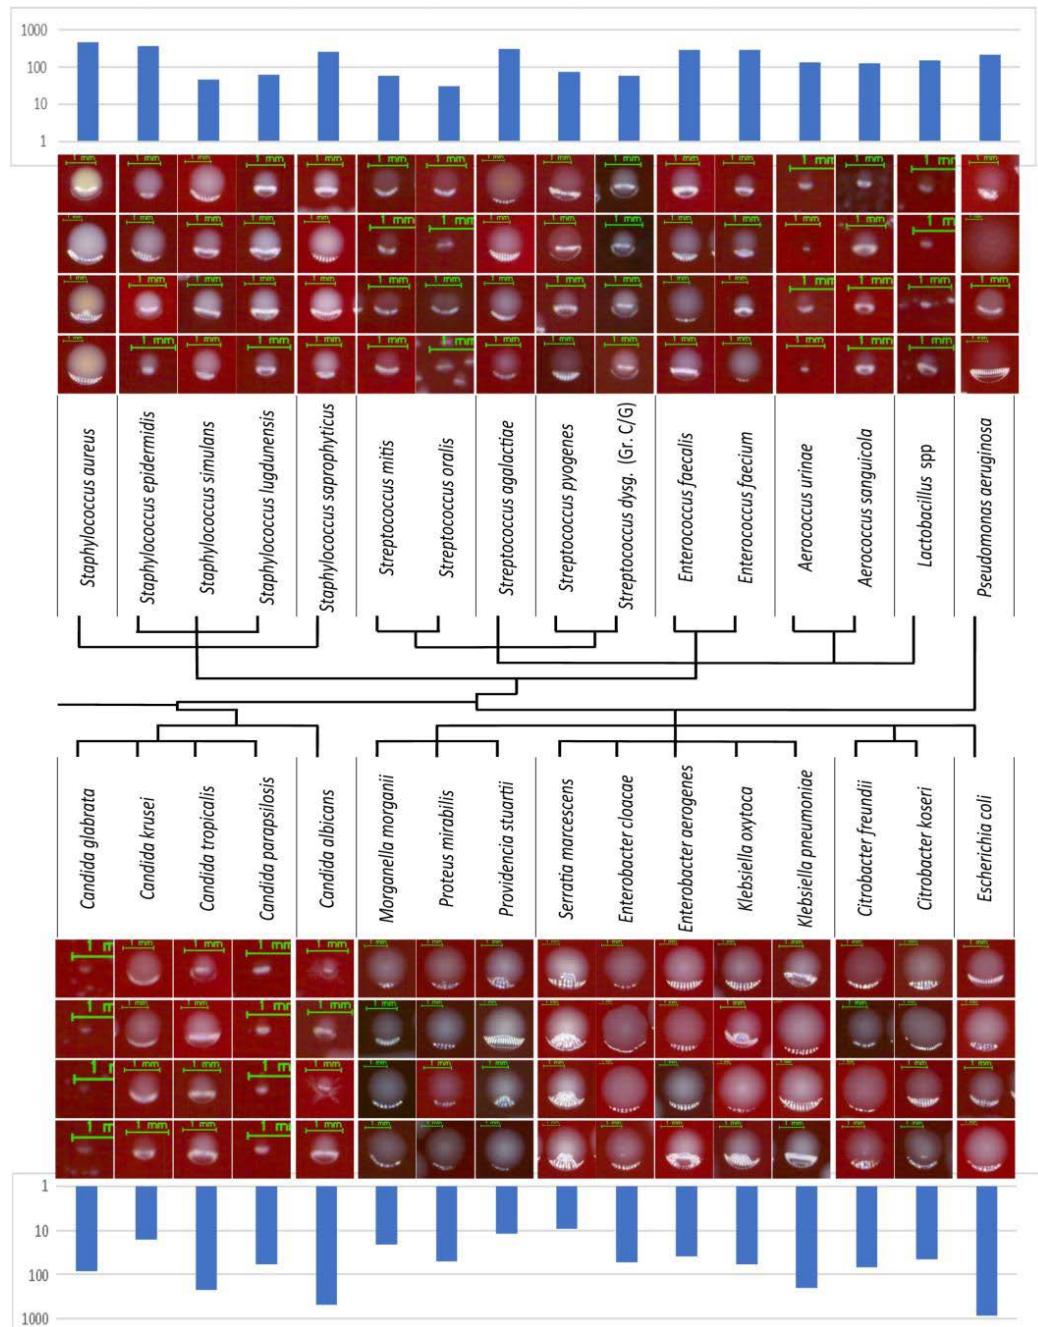 1000
100
10
1
1 mm
Staphylococcus aureus
Staphylococcus epidermidis
Staphylococcus simulans
Staphylococcus lugdunensis
Staphylococcus saprophyticus
Streptococcus mitis
Streptococcus oralis
Streptococcus agalactiae
Streptococcus pyogenes
Streptococcus dysg. (Gr. C/G)
Enterococcus faecalis
Enterococcus faecium
Aerococcus urinae
Aerococcus sanguicola
Lactobacillus spp
Pseudomonas aeruginosa
Candida glabrata
Candida krusei
Candida tropicalis
Candida parapsilosis
Candida albicans
Morganella morganii
Proteus mirabilis
Providencia stuartii
Serratia marcescens
Enterobacter cloacae
Enterobacter aerogenes
Klebsiella oxytoca
Klebsiella pneumoniae
Citrobacter freundii
Citrobacter koseri
Escherichia coli
1
10
100
1000